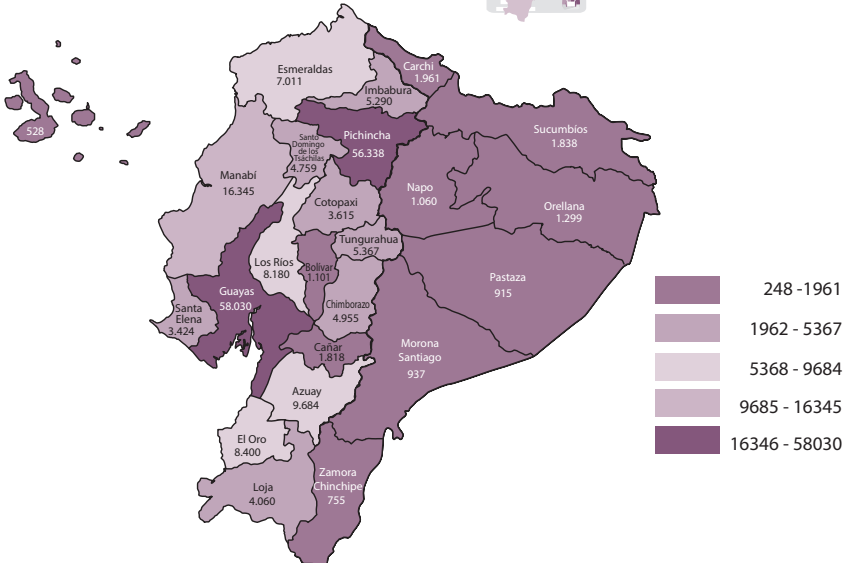 Esmeraldas
7.011
Carchi
1.961
Imbabura
5.290
528
Sucumbíos
1.838
Santo
Domingo
de los
Tsáchilas
4.759
Pichincha
56.338
Manabí
16.345
Napo
1.060
Orellana
1.299
Cotopaxi
3.615
Tungurahua
5.367
Los Ríos
8.180
Bolívar
1.101
Pastaza
915
Guayas
58.030
Santa
Elena
3.424
Chimborazo
4.955
Cañar
1.818
Morona
Santiago
937
Azuay
9.684
El Oro
8.400
Loja
4.060
Zamora
Chinchipe
755
248 -1961
1962 - 5367
5368 - 9684
9685 - 16345
16346 - 58030